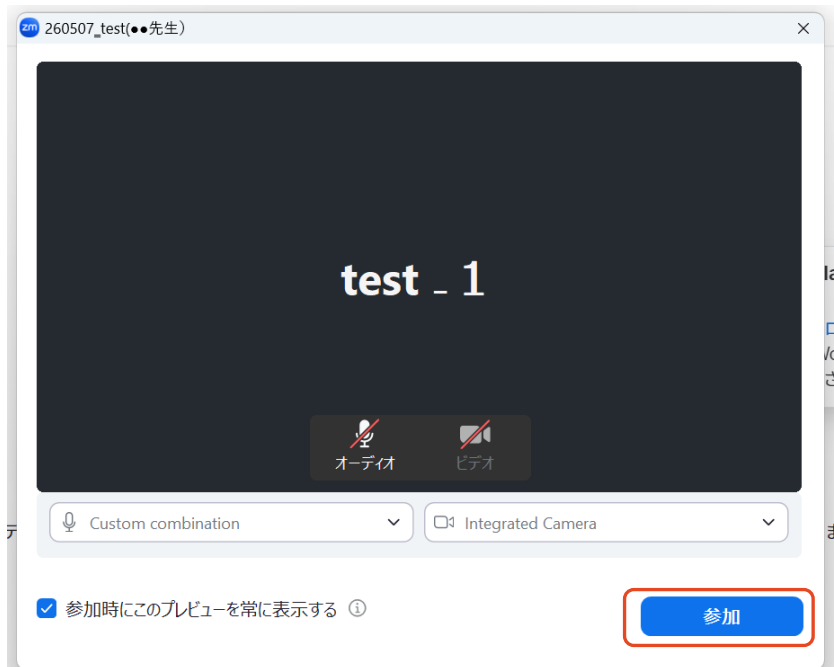 zm 260507_test(●●先生)
test _ 1
オーディオ
ビデオ
Custom combination
Integrated Camera
参加時にこのプレビューを常に表示する
参加